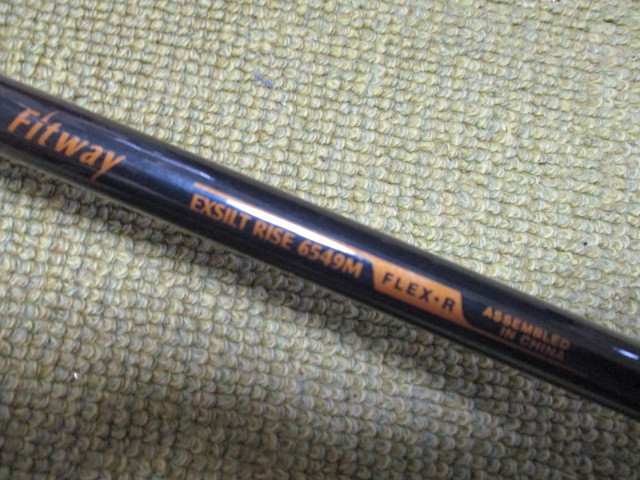 Fitway
EXSILT RISE 6549M
FLEX・R
ASSEMBLED
IN CHINA